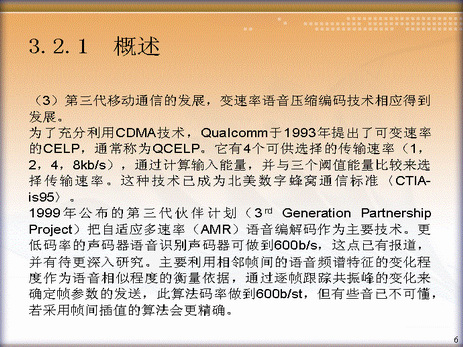 3.2.1 概述
（3）第三代移动通信的发展，变速率语音压缩编码技术相应得到
发展。
为了充分利用CDMA技术，Qualcomm于1993年提出了可变速率
的CELP，通常称为QCELP。它有4个可供选择的传输速率（1，
2，4，8kb/s），通过计算输入能量，并与三个阈值能量比较来选
择传输速率。这种技术已成为北美数字蜂窝通信标准〈CTIA-
is95〉。
1999年公布的第三代伙伴计划（3rd Generation Partnership
Project）把自适应多速率（AMR）语音编解码作为主要技术。更
低码率的声码器语音识别声码器可做到600b/s，这点已有报道，
并有待更深入研究。主要利用相邻帧间的语音频谱特征的变化程
度作为语音相似程度的衡量依据，通过逐帧跟踪共振峰的变化来
确定帧参数的发送，此算法码率做到600b/st，但有些音已不可懂，
若采用帧间插值的算法会更精确。
6